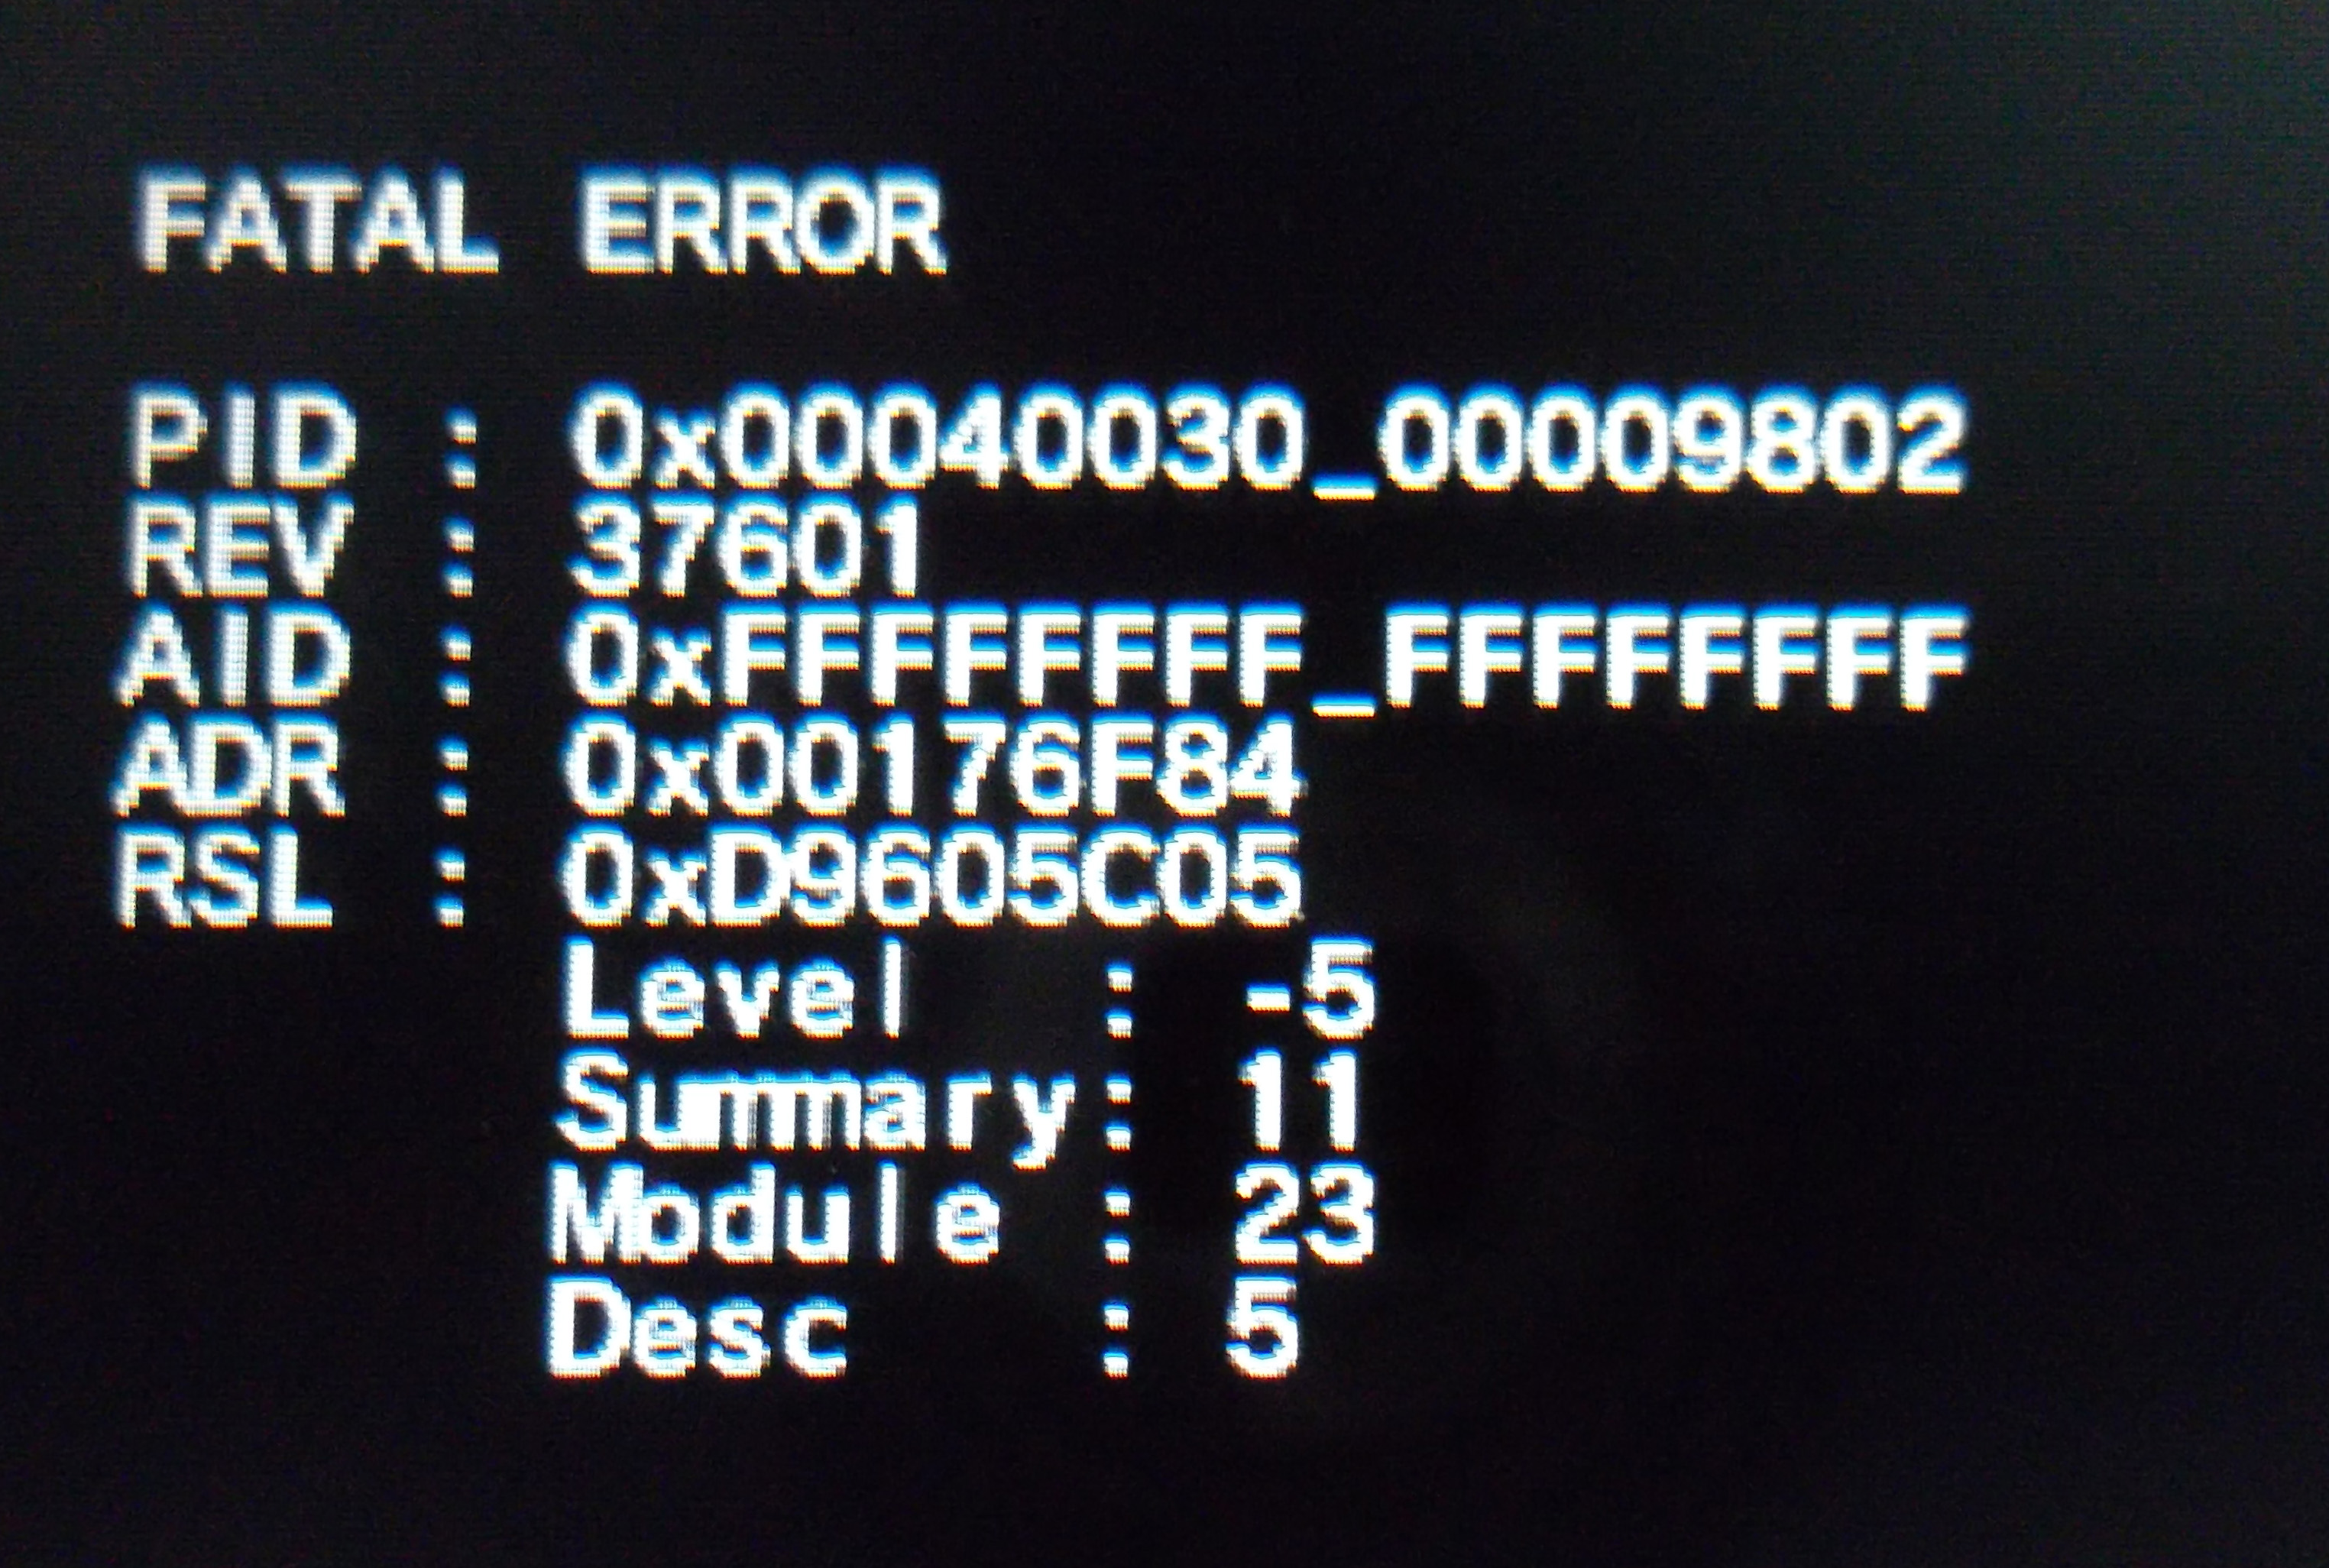 FATAL ERROR
PID : 0x00040030_00009802
REV : 37601
AID : 0xFFFFFFFF_FFFFFFFF
ADR : 0x00176F84
RSL : 0xD9605C05
Level : -5
Summary: 11
Module : 23
Desc : 5